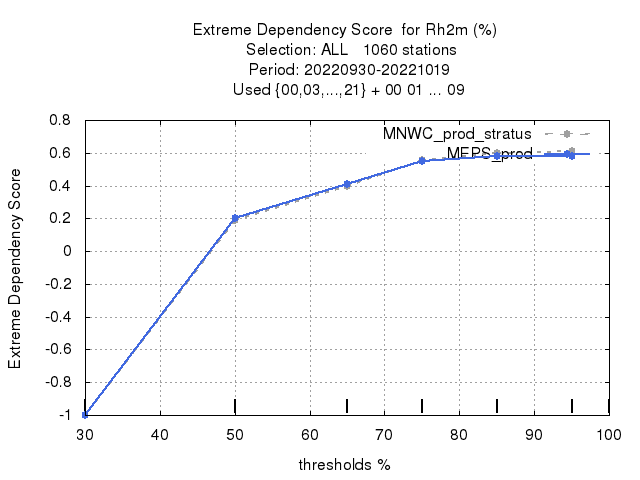 Extreme Dependency Score  for Rh2m (%)
Selection: ALL   1060 stations
Period: 20220930-20221019
Used {00,03,...,21} + 00 01 ... 09
MNWC_prod_stratus
MEPS_prod
Extreme Dependency Score
0.8
0.6
0.4
0.2
0
-0.2
-0.4
-0.6
-0.8
-1
30 40 50 60 70 80 90 100
thresholds %